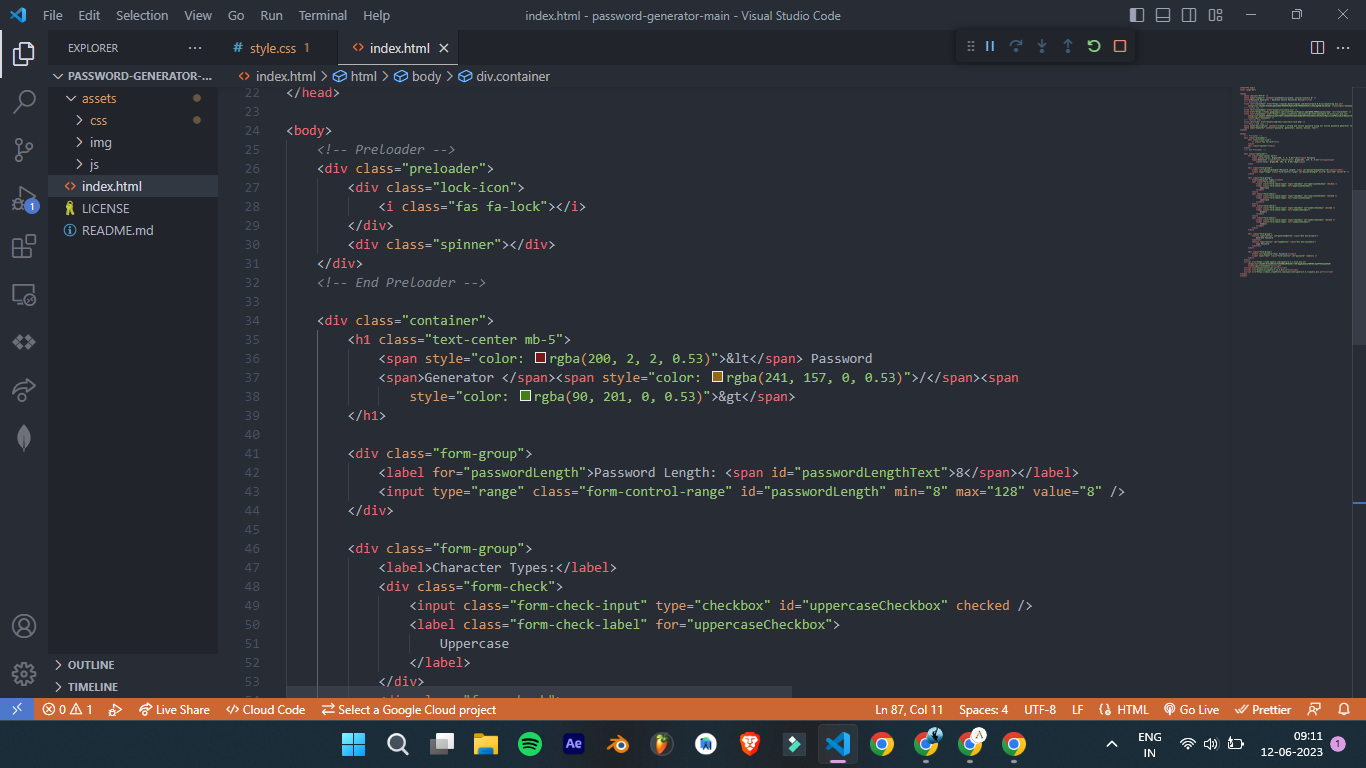 File Edit Selection View Go Run Terminal Help index.html - password-generator-main - Visual Studio Code
EXPLORER
PASSWORD-GENERATOR-...
assets
css
img
js
index.html
LICENSE
README.md
OUTLINE
TIMELINE
style.css 1 index.html
index.html > html > body > div.container
22 </head>
23
24 <body>
25 <!-- Preloader -->
26 <div class="preloader">
27 <div class="lock-icon">
28 <i class="fas fa-lock"></i>
29 </div>
30 <div class="spinner"></div>
31 </div>
32 <!-- End Preloader -->
33
34 <div class="container">
35 <h1 class="text-center mb-5">
36 <span style="color: rgba(200, 2, 2, 0.53)">&lt</span> Password
37 <span>Generator </span><span style="color: rgba(241, 157, 0, 0.53)">/</span><span
38 style="color: rgba(90, 201, 0, 0.53)">&gt</span>
39 </h1>
40
41 <div class="form-group">
42 <label for="passwordLength">Password Length: <span id="passwordLengthText">8</span></label>
43 <input type="range" class="form-control-range" id="passwordLength" min="8" max="128" value="8" />
44 </div>
45
46 <div class="form-group">
47 <label>Character Types:</label>
48 <div class="form-check">
49 <input class="form-check-input" type="checkbox" id="uppercaseCheckbox" checked />
50 <label class="form-check-label" for="uppercaseCheckbox">
51 Uppercase
52 </label>
53 </div>
1
0 1 Live Share Cloud Code Select a Google Cloud project Ln 87, Col 11 Spaces: 4 UTF-8 LF HTML Go Live Prettier
Ae
A
ENG
IN
09:11
12-06-2023
1